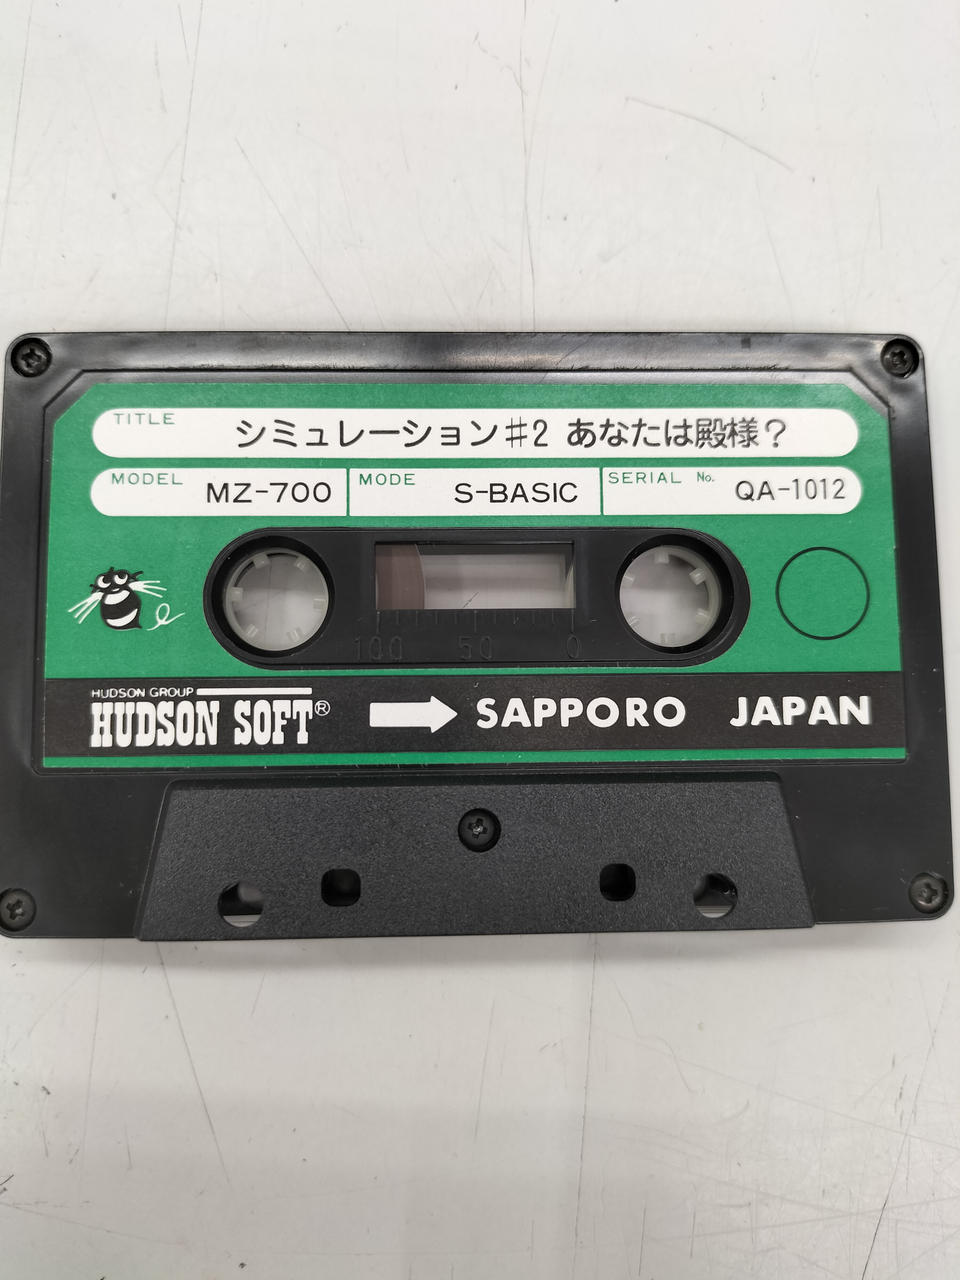 TITLE
シミュレーション♯2 あなたは殿様?
MODEL MZ-700 MODE S-BASIC SERIAL No. QA-1012
100 50 0
HUDSON GROUP
HUDSON SOFT® SAPPORO JAPAN